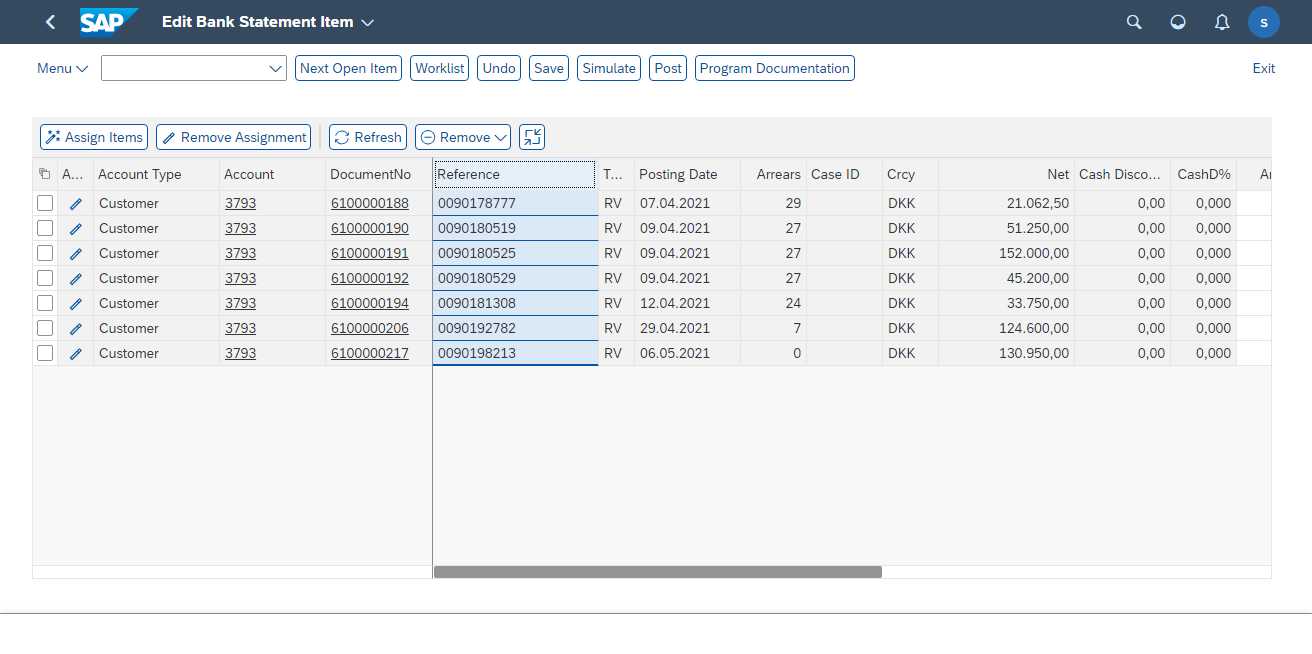 SAP Edit Bank Statement Item S
Menu Next Open Item Worklist Undo Save Simulate Post Program Documentation Exit
Assign Items Remove Assignment Refresh Remove
A... Account Type Account DocumentNo Reference T... Posting Date Arrears Case ID Crcy Net Cash Disco... CashD% Ar
Customer 3793 6100000188 0090178777 RV 07.04.2021 29 DKK 21.062,50 0,00 0,000
Customer 3793 6100000190 0090180519 RV 09.04.2021 27 DKK 51.250,00 0,00 0,000
Customer 3793 6100000191 0090180525 RV 09.04.2021 27 DKK 152.000,00 0,00 0,000
Customer 3793 6100000192 0090180529 RV 09.04.2021 27 DKK 45.200,00 0,00 0,000
Customer 3793 6100000194 0090181308 RV 12.04.2021 24 DKK 33.750,00 0,00 0,000
Customer 3793 6100000206 0090192782 RV 29.04.2021 7 DKK 124.600,00 0,00 0,000
Customer 3793 6100000217 0090198213 RV 06.05.2021 0 DKK 130.950,00 0,00 0,000